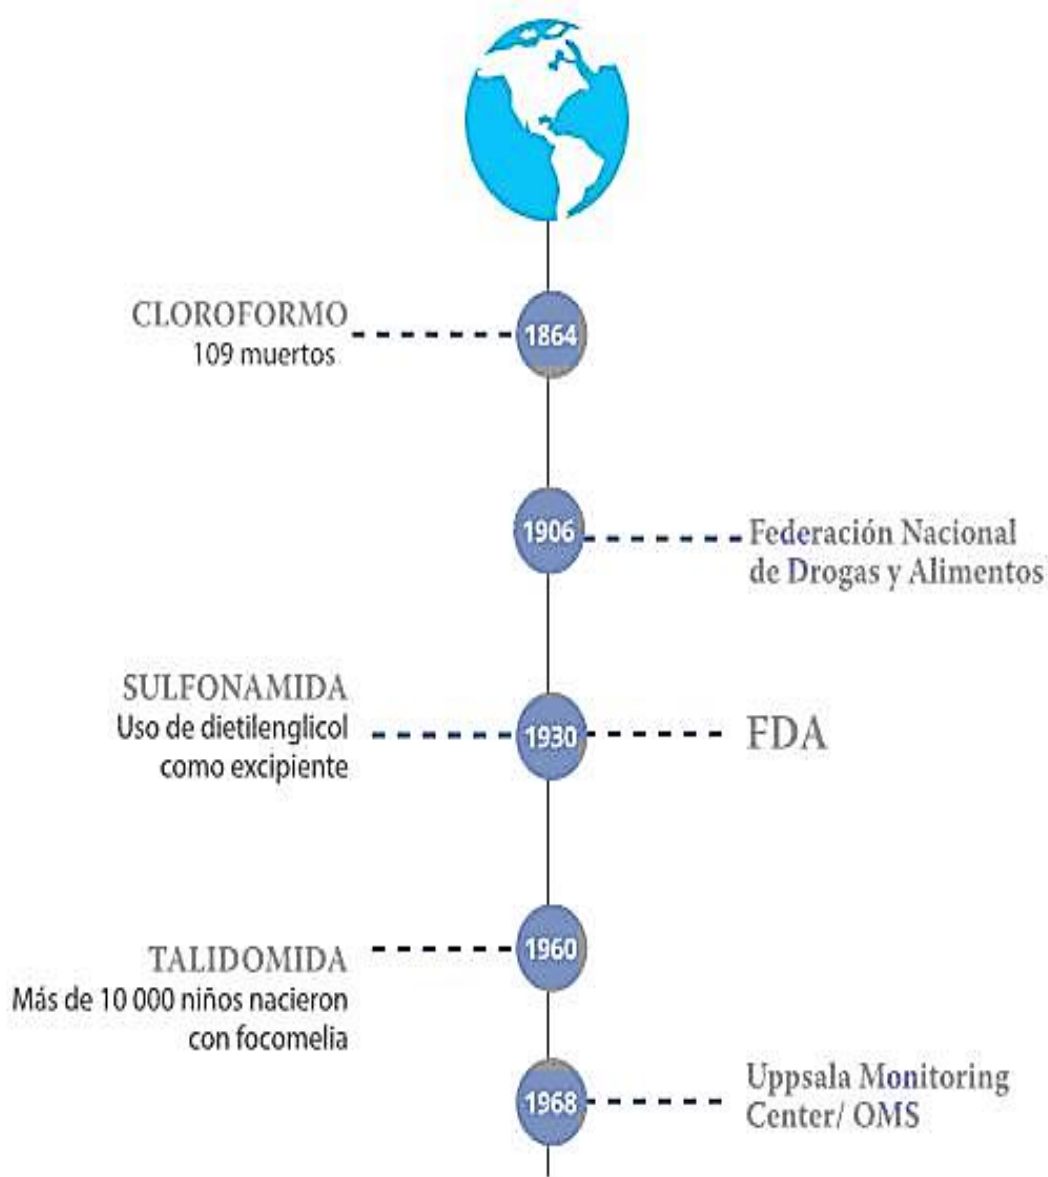 CLOROFORMO
109 muertos
1864
1906
Federación Nacional
de Drogas y Alimentos
SULFONAMIDA
Uso de dietilenglicol
como excipiente
1930
FDA
1960
TALIDOMIDA
Más de 10 000 niños nacieron
con focomelia
1968
Uppsala Monitoring
Center/ OMS